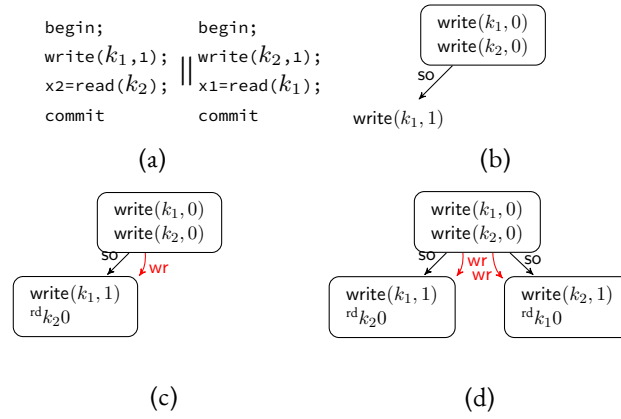 begin; begin;
write(k₁,1); write(k₂,1);
||
x2=read(k₂); x1=read(k₁);
commit commit
(a)
write(k₁, 0)
write(k₂, 0)
so
write(k₁, 1)
(b)
write(k₁, 0)
write(k₂, 0)
so wr
write(k₁, 1)
ʳᵈk₂0
(c)
write(k₁, 0)
write(k₂, 0)
so wr wr so
write(k₁, 1)
ʳᵈk₂0
write(k₂, 1)
ʳᵈk₁0
(d)